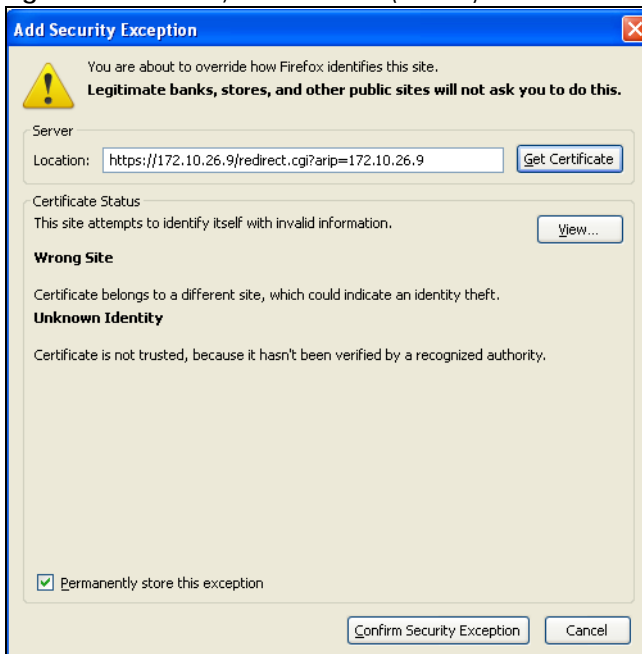 Add Security Exception
You are about to override how Firefox identifies this site.
Legitimate banks, stores, and other public sites will not ask you to do this.
Server
Location: https://172.10.26.9/redirect.cgi?arip=172.10.26.9 Get Certificate
Certificate Status
This site attempts to identify itself with invalid information. View...
Wrong Site
Certificate belongs to a different site, which could indicate an identity theft.
Unknown Identity
Certificate is not trusted, because it hasn't been verified by a recognized authority.
Permanently store this exception
Confirm Security Exception Cancel